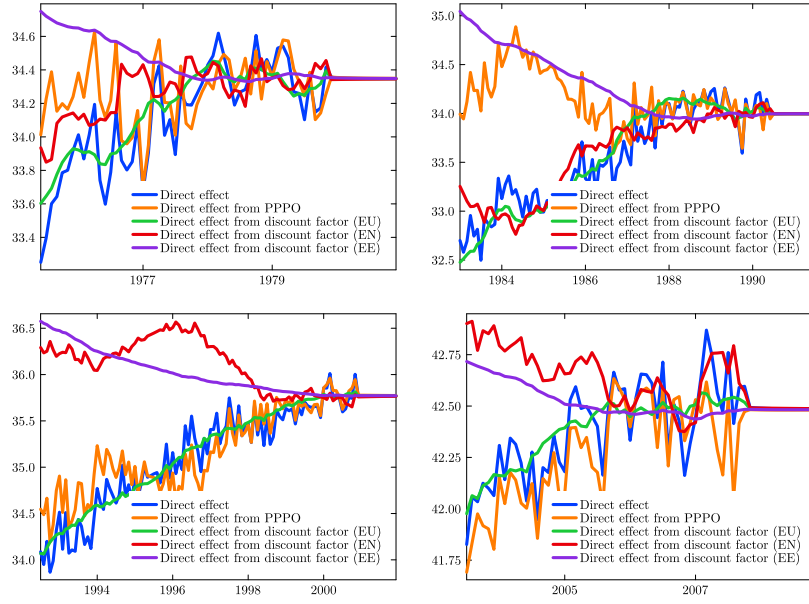 34.6
34.4
34.2
34.0
33.8
33.6
33.4
1977
1979
Direct effect
Direct effect from PPPO
Direct effect from discount factor (EU)
Direct effect from discount factor (EN)
Direct effect from discount factor (EE)
35.0
34.5
34.0
33.5
33.0
32.5
1984
1986
1988
1990
Direct effect
Direct effect from PPPO
Direct effect from discount factor (EU)
Direct effect from discount factor (EN)
Direct effect from discount factor (EE)
36.5
36.0
35.5
35.0
34.5
34.0
1994
1996
1998
2000
Direct effect
Direct effect from PPPO
Direct effect from discount factor (EU)
Direct effect from discount factor (EN)
Direct effect from discount factor (EE)
42.75
42.50
42.25
42.00
41.75
2005
2007
Direct effect
Direct effect from PPPO
Direct effect from discount factor (EU)
Direct effect from discount factor (EN)
Direct effect from discount factor (EE)